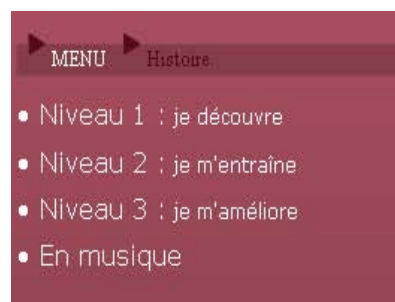 MENU Histoire
Niveau 1 : je découvre
Niveau 2 : je m'entraîne
Niveau 3 : je m'améliore
En musique